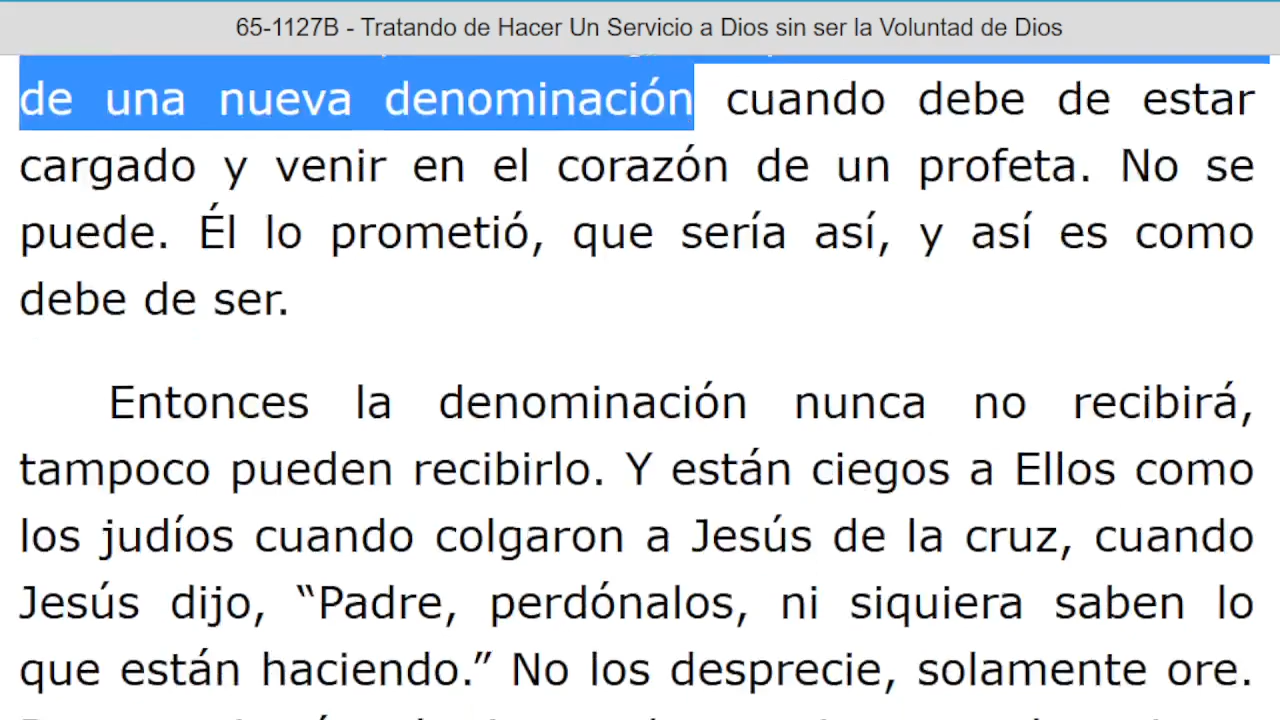 65-1127B - Tratando de Hacer Un Servicio a Dios sin ser la Voluntad de Dios
de una nueva denominación cuando debe de estar
cargado y venir en el corazón de un profeta. No se
puede. Él lo prometió, que sería así, y así es como
debe de ser.
Entonces la denominación nunca no recibirá,
tampoco pueden recibirlo. Y están ciegos a Ellos como
los judíos cuando colgaron a Jesús de la cruz, cuando
Jesús dijo, “Padre, perdónalos, ni siquiera saben lo
que están haciendo.” No los desprecie, solamente ore.